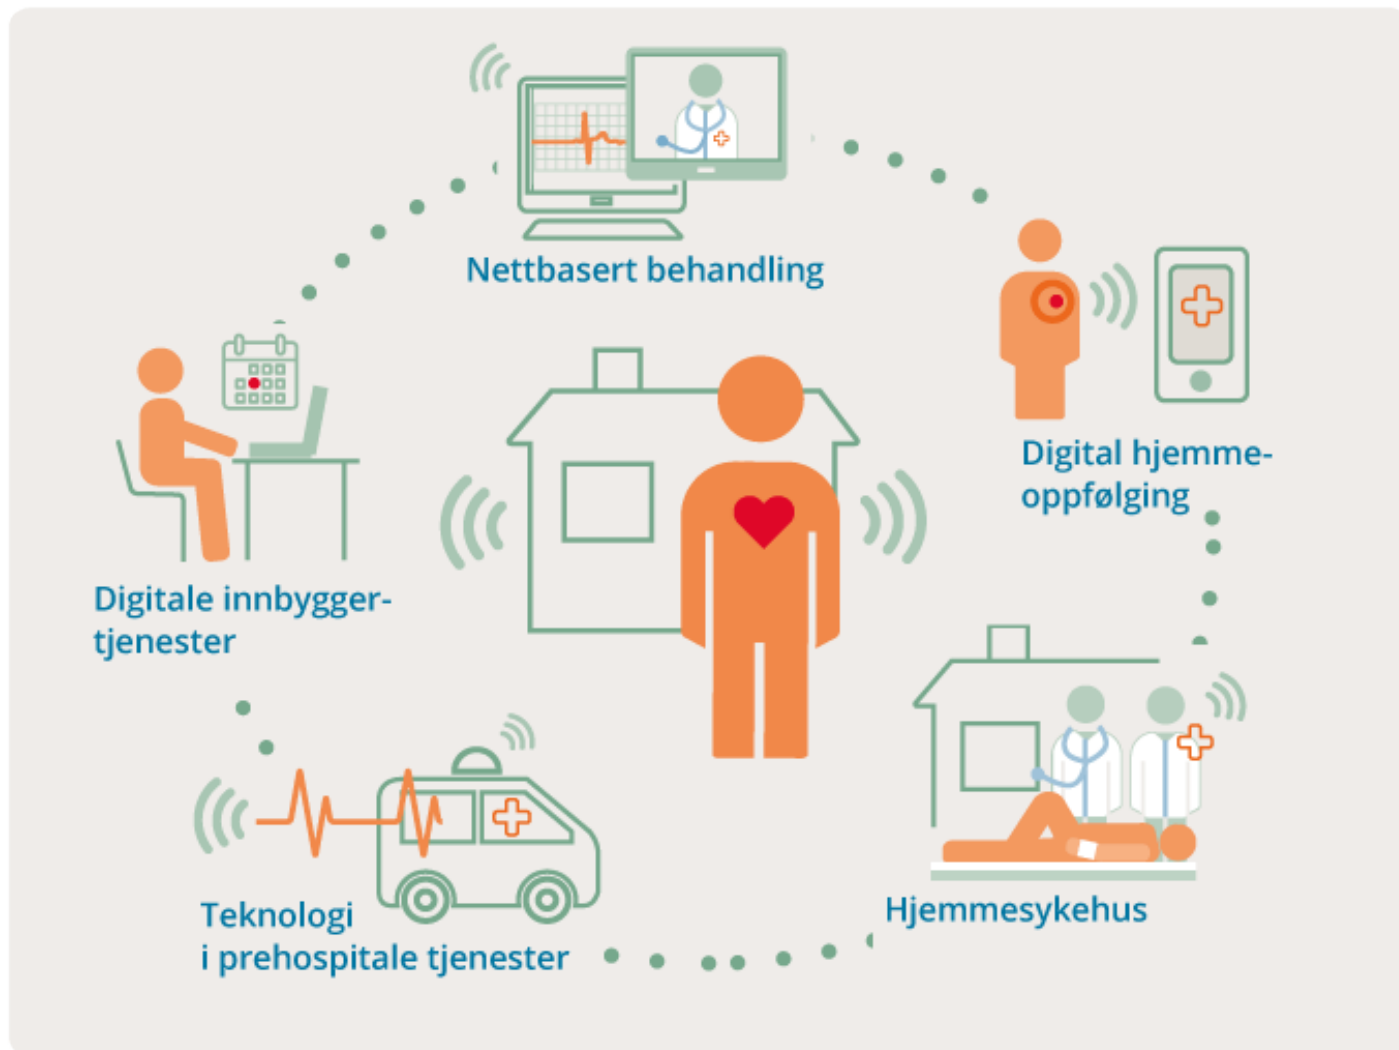 Nettbasert behandling
Digital hjemme-
oppfølging
Digitale innbygger-
tjenester
Hjemmesykehus
Teknologi
i prehospitale tjenester